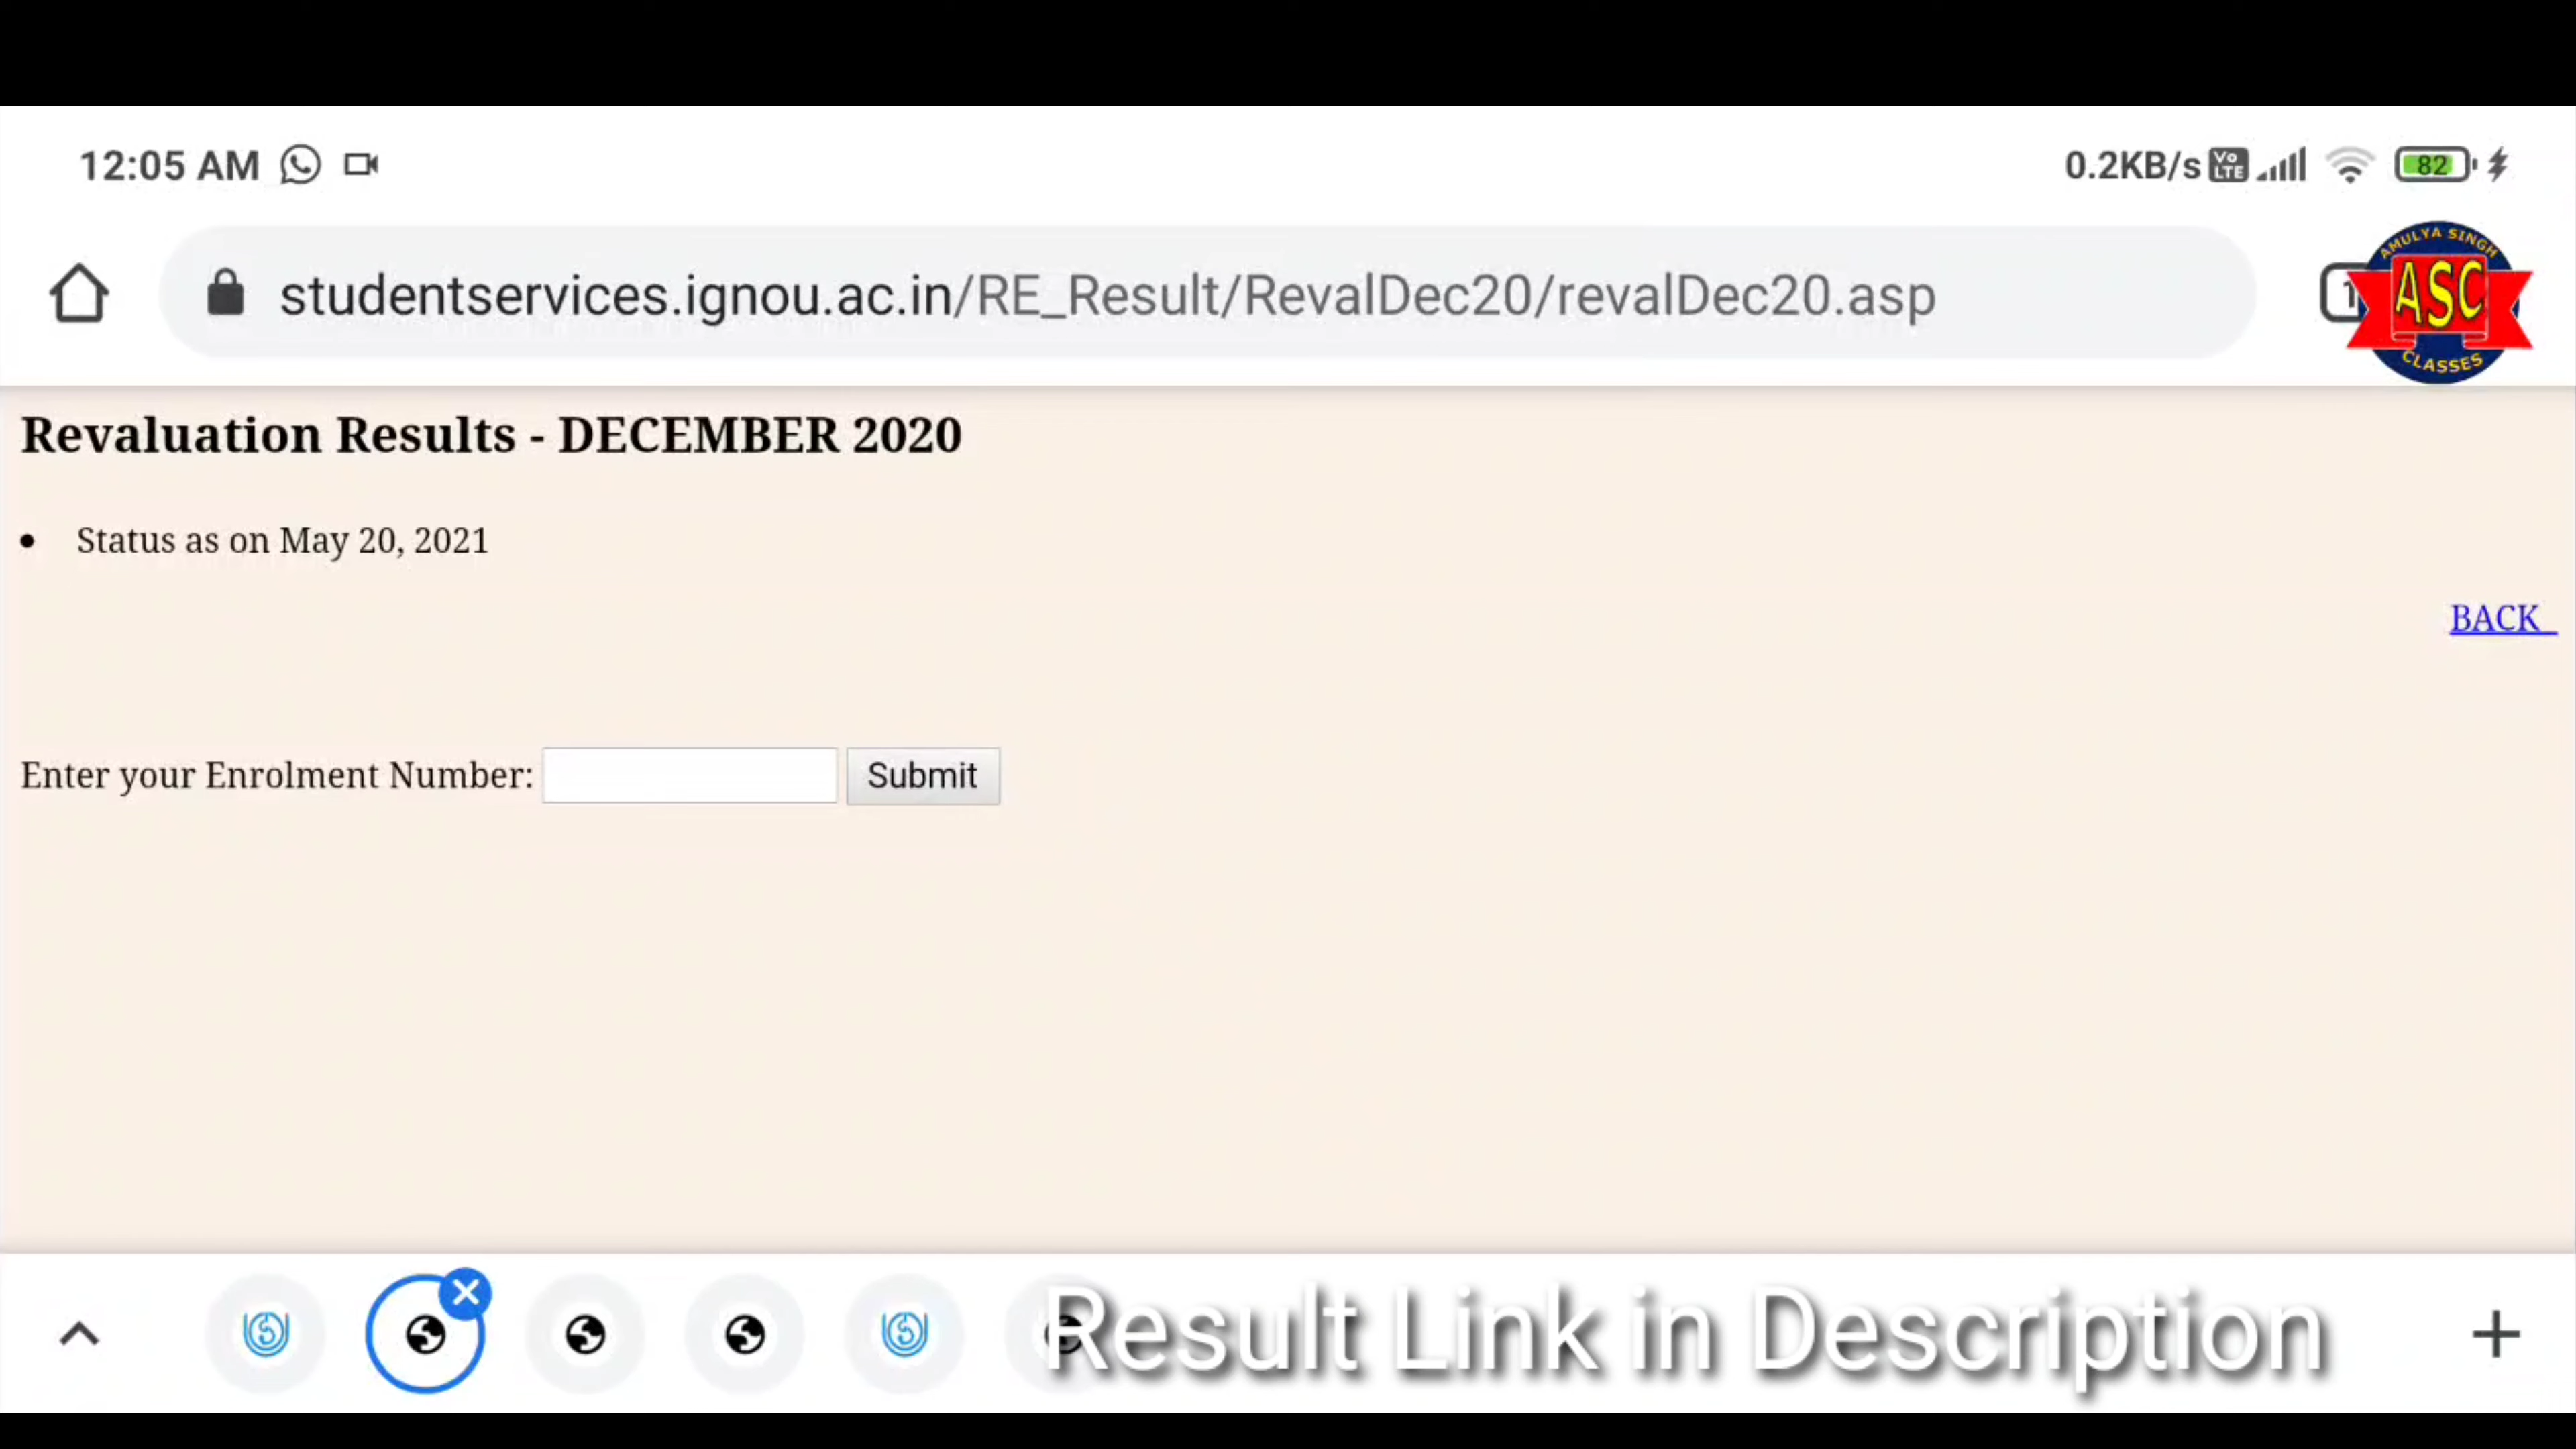 12:05 AM
0.2KB/s Vo LTE 82
studentservices.ignou.ac.in/RE_Result/RevalDec20/revalDec20.asp
AMULYA SINGH
ASC
CLASSES
Revaluation Results - DECEMBER 2020
• Status as on May 20, 2021
BACK
Enter your Enrolment Number:
Submit
Result Link in Description